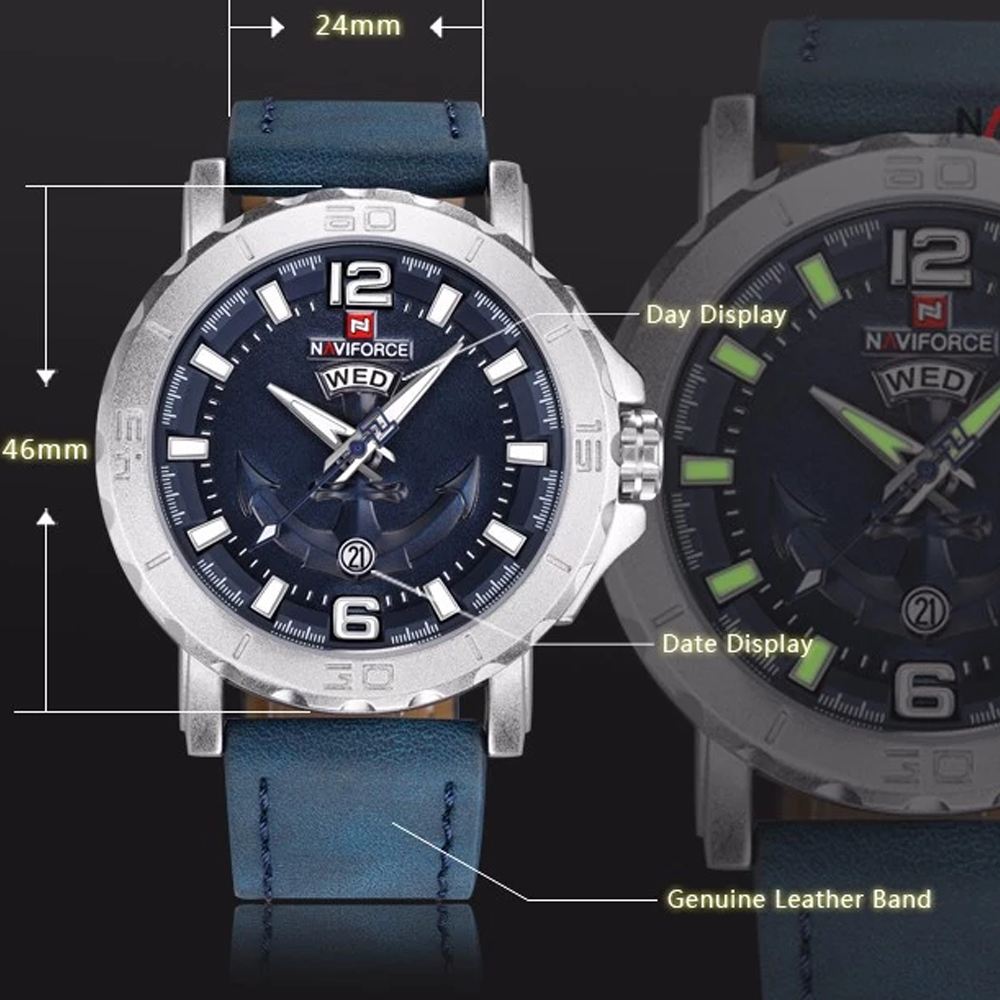 24mm
60
12
NAVIFORCE
WED
Day Display
46mm
45
15
21
6
Date Display
30
Genuine Leather Band
NA
60
12
NAVIFORCE
WED
21
6
30